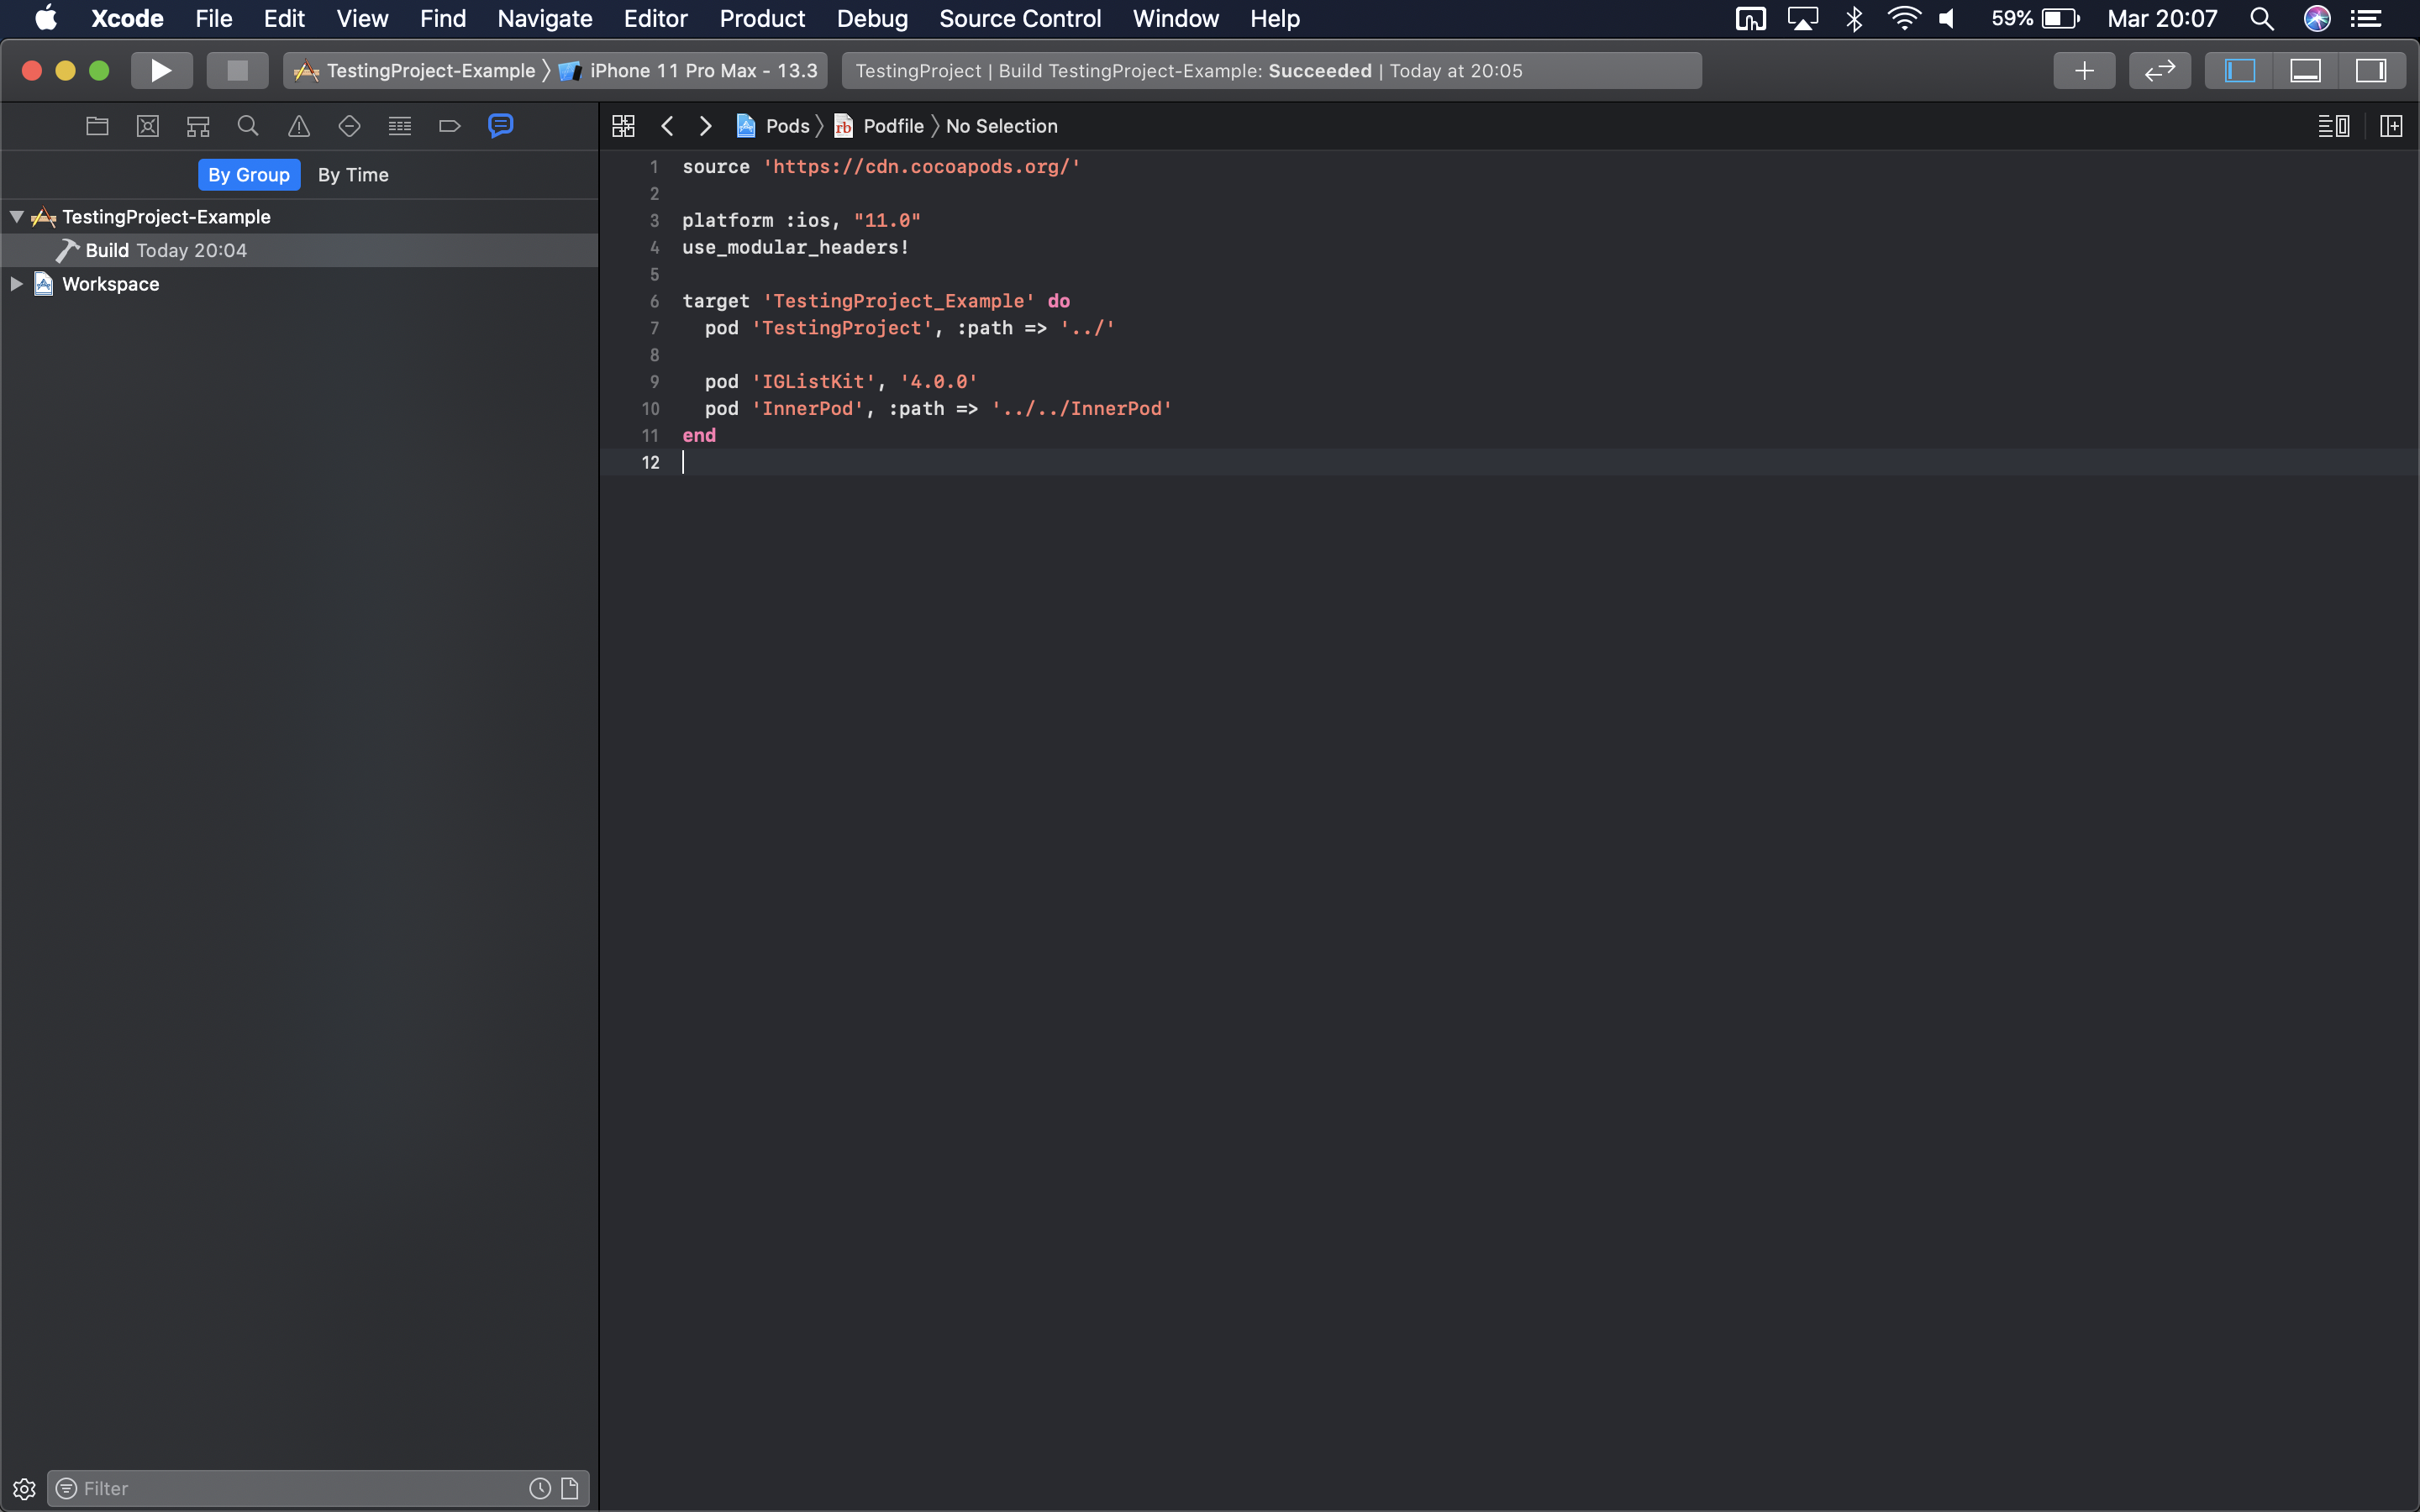 Xcode File Edit View Find Navigate Editor Product Debug Source Control Window Help 59% Mar 20:07
TestingProject-Example iPhone 11 Pro Max - 13.3 TestingProject | Build TestingProject-Example: Succeeded | Today at 20:05
Pods rb Podfile No Selection
By Group By Time
TestingProject-Example
Build Today 20:04
Workspace
1 source 'https://cdn.cocoapods.org/'
2
3 platform :ios, "11.0"
4 use_modular_headers!
5
6 target 'TestingProject_Example' do
7 pod 'TestingProject', :path => '../'
8
9 pod 'IGListKit', '4.0.0'
10 pod 'InnerPod', :path => '../../InnerPod'
11 end
12
Filter